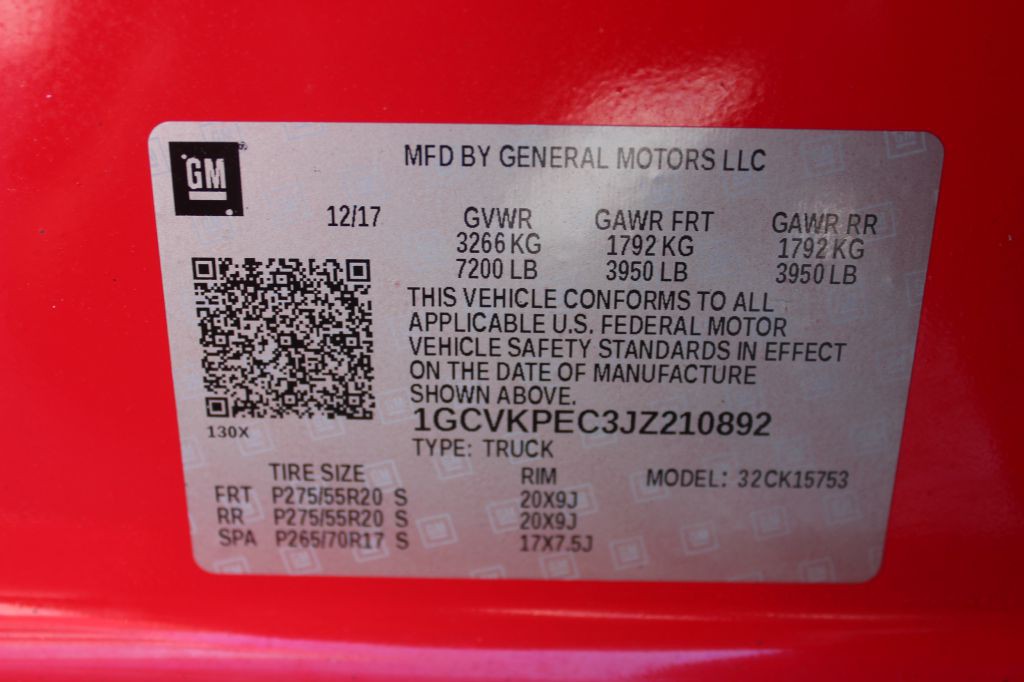 GM
MFD BY GENERAL MOTORS LLC
12/17 GVWR GAWR FRT GAWR RR
3266 KG 1792 KG 1792 KG
7200 LB 3950 LB 3950 LB
THIS VEHICLE CONFORMS TO ALL
APPLICABLE U.S. FEDERAL MOTOR
VEHICLE SAFETY STANDARDS IN EFFECT
ON THE DATE OF MANUFACTURE
SHOWN ABOVE.
130X
1GCVKPEC3JZ210892
TYPE: TRUCK
TIRE SIZE RIM MODEL: 32CK15753
FRT P275/55R20 S 20X9J
RR P275/55R20 S 20X9J
SPA P265/70R17 S 17X7.5J